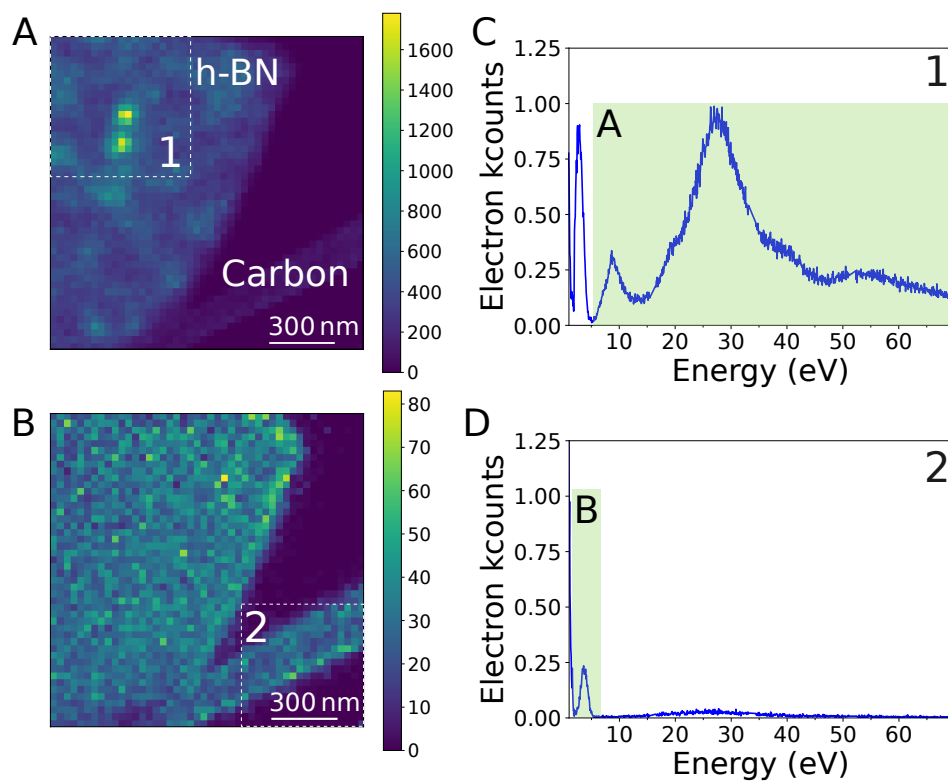 A
h-BN
1
Carbon
300 nm
1600
1400
1200
1000
800
600
400
200
0
C
1
A
Electron kcounts
1.25
1.00
0.75
0.50
0.25
0.00
10 20 30 40 50 60
Energy (eV)
B
2
300 nm
80
70
60
50
40
30
20
10
0
D
2
B
Electron kcounts
1.25
1.00
0.75
0.50
0.25
0.00
10 20 30 40 50 60
Energy (eV)